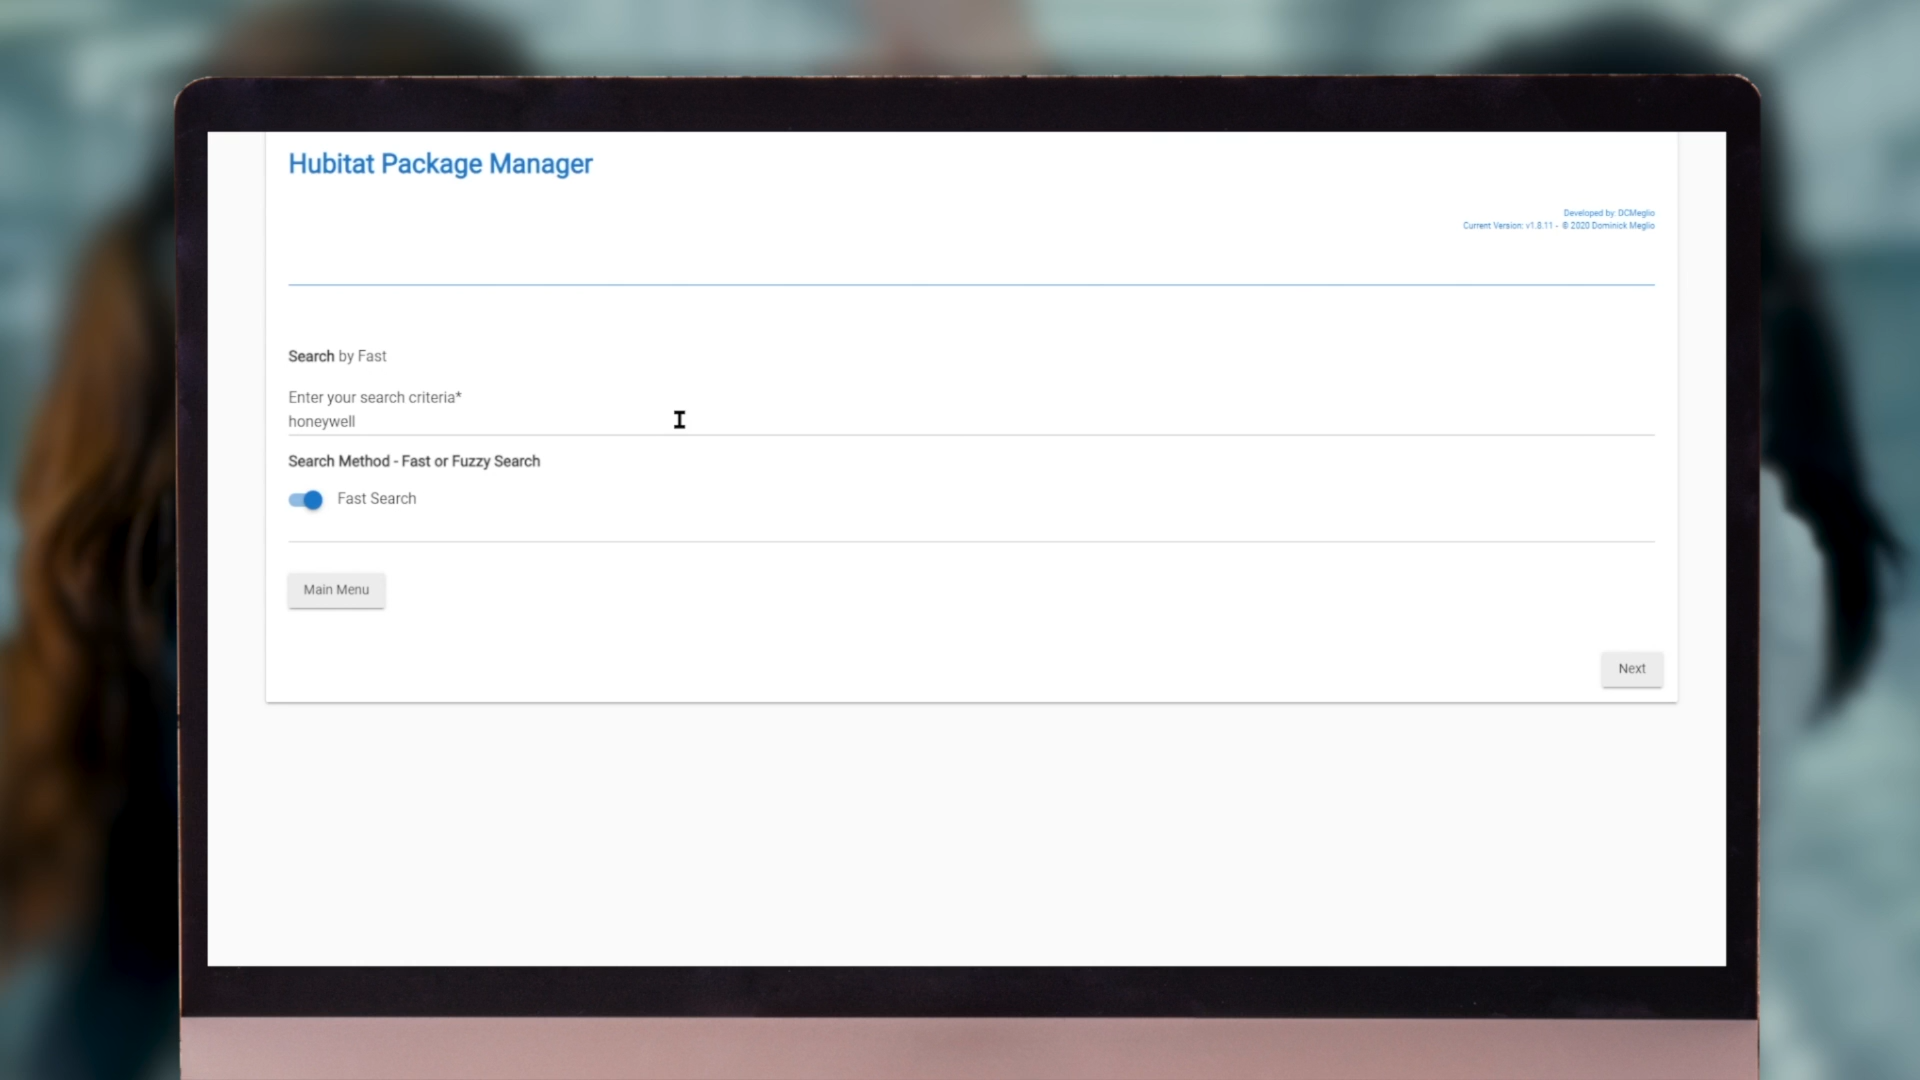 Hubitat Package Manager
Developed by: DCMeglio
Current Version: v1.8.11 - © 2020 Dominick Meglio
Search by Fast
Enter your search criteria*
honeywell
Search Method - Fast or Fuzzy Search
Fast Search
Main Menu
Next